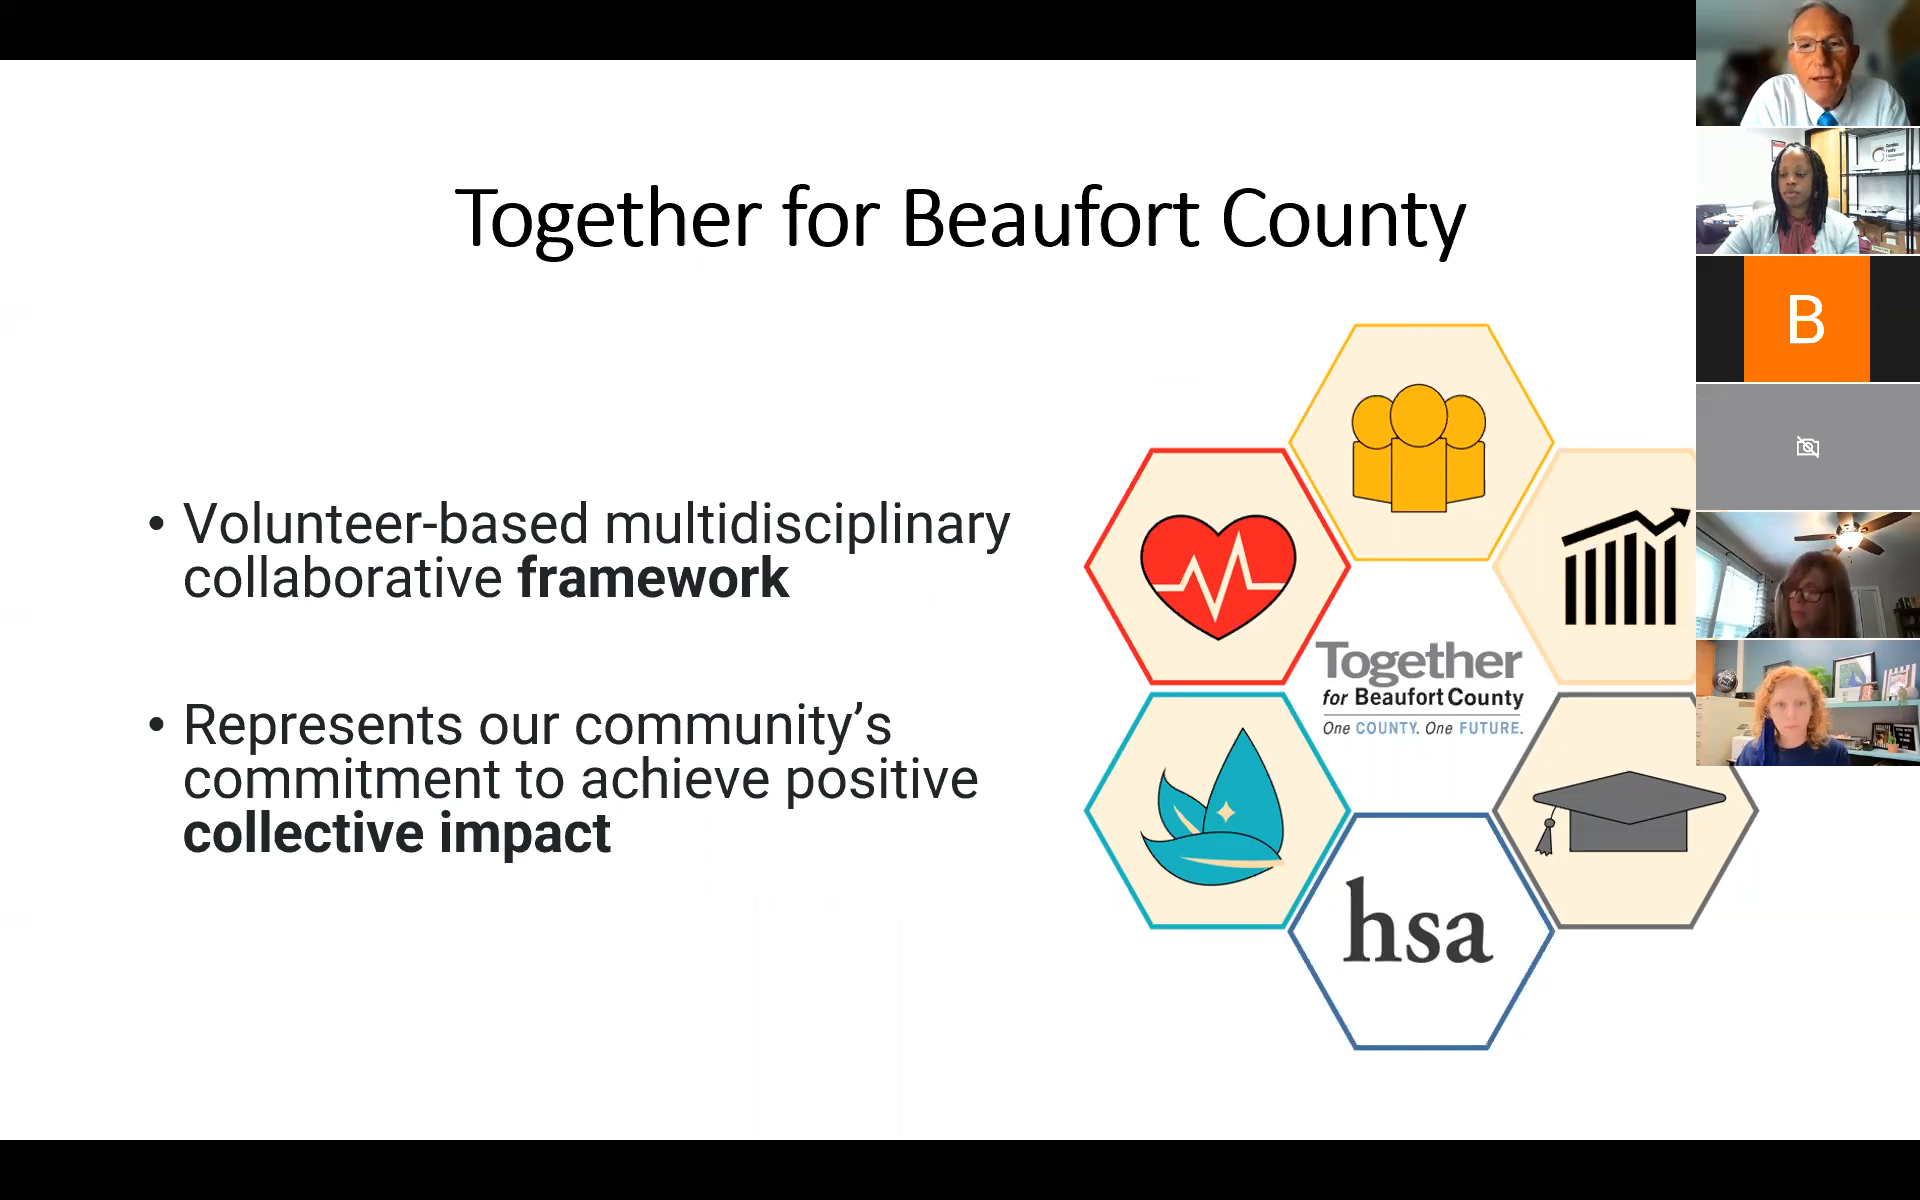 Together for Beaufort County
• Volunteer-based multidisciplinary
collaborative framework
• Represents our community’s
commitment to achieve positive
collective impact
Together
for Beaufort County
One COUNTY. One FUTURE.
hsa
B